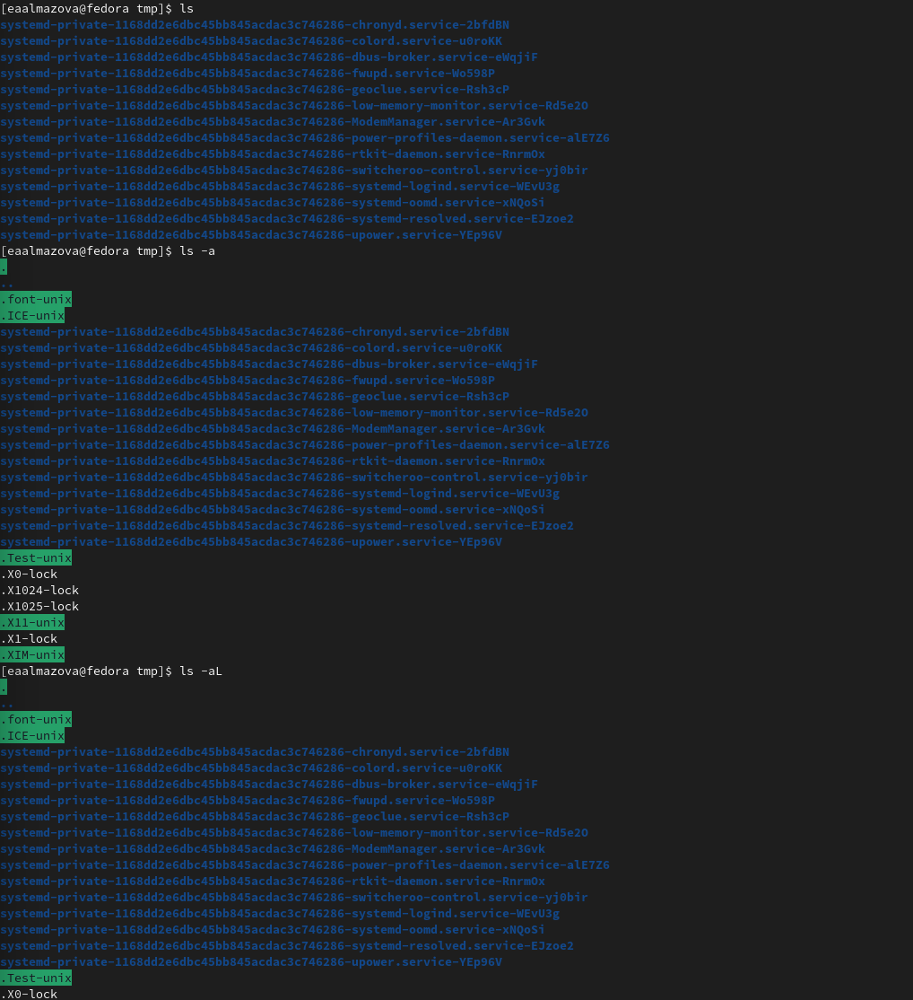 [eaalmazova@fedora tmp]$ ls
systemd-private-1168dd2e6dbc45bb845acdac3c746286-chronyd.service-2bfdBN
systemd-private-1168dd2e6dbc45bb845acdac3c746286-colord.service-u0roKK
systemd-private-1168dd2e6dbc45bb845acdac3c746286-dbus-broker.service-eWqjiF
systemd-private-1168dd2e6dbc45bb845acdac3c746286-fwupd.service-Wo598P
systemd-private-1168dd2e6dbc45bb845acdac3c746286-geoclue.service-Rsh3cP
systemd-private-1168dd2e6dbc45bb845acdac3c746286-low-memory-monitor.service-Rd5e2O
systemd-private-1168dd2e6dbc45bb845acdac3c746286-ModemManager.service-Ar3Gvk
systemd-private-1168dd2e6dbc45bb845acdac3c746286-power-profiles-daemon.service-alE7Z6
systemd-private-1168dd2e6dbc45bb845acdac3c746286-rtkit-daemon.service-RnrmOx
systemd-private-1168dd2e6dbc45bb845acdac3c746286-switcheroo-control.service-yj0bir
systemd-private-1168dd2e6dbc45bb845acdac3c746286-systemd-logind.service-WEvU3g
systemd-private-1168dd2e6dbc45bb845acdac3c746286-systemd-oomd.service-xNQoSi
systemd-private-1168dd2e6dbc45bb845acdac3c746286-systemd-resolved.service-EJzoe2
systemd-private-1168dd2e6dbc45bb845acdac3c746286-upower.service-YEp96V
[eaalmazova@fedora tmp]$ ls -a
.
..
.font-unix
.ICE-unix
systemd-private-1168dd2e6dbc45bb845acdac3c746286-chronyd.service-2bfdBN
systemd-private-1168dd2e6dbc45bb845acdac3c746286-colord.service-u0roKK
systemd-private-1168dd2e6dbc45bb845acdac3c746286-dbus-broker.service-eWqjiF
systemd-private-1168dd2e6dbc45bb845acdac3c746286-fwupd.service-Wo598P
systemd-private-1168dd2e6dbc45bb845acdac3c746286-geoclue.service-Rsh3cP
systemd-private-1168dd2e6dbc45bb845acdac3c746286-low-memory-monitor.service-Rd5e2O
systemd-private-1168dd2e6dbc45bb845acdac3c746286-ModemManager.service-Ar3Gvk
systemd-private-1168dd2e6dbc45bb845acdac3c746286-power-profiles-daemon.service-alE7Z6
systemd-private-1168dd2e6dbc45bb845acdac3c746286-rtkit-daemon.service-RnrmOx
systemd-private-1168dd2e6dbc45bb845acdac3c746286-switcheroo-control.service-yj0bir
systemd-private-1168dd2e6dbc45bb845acdac3c746286-systemd-logind.service-WEvU3g
systemd-private-1168dd2e6dbc45bb845acdac3c746286-systemd-oomd.service-xNQoSi
systemd-private-1168dd2e6dbc45bb845acdac3c746286-systemd-resolved.service-EJzoe2
systemd-private-1168dd2e6dbc45bb845acdac3c746286-upower.service-YEp96V
.Test-unix
.X0-lock
.X1024-lock
.X1025-lock
.X11-unix
.X1-lock
.XIM-unix
[eaalmazova@fedora tmp]$ ls -aL
.
..
.font-unix
.ICE-unix
systemd-private-1168dd2e6dbc45bb845acdac3c746286-chronyd.service-2bfdBN
systemd-private-1168dd2e6dbc45bb845acdac3c746286-colord.service-u0roKK
systemd-private-1168dd2e6dbc45bb845acdac3c746286-dbus-broker.service-eWqjiF
systemd-private-1168dd2e6dbc45bb845acdac3c746286-fwupd.service-Wo598P
systemd-private-1168dd2e6dbc45bb845acdac3c746286-geoclue.service-Rsh3cP
systemd-private-1168dd2e6dbc45bb845acdac3c746286-low-memory-monitor.service-Rd5e2O
systemd-private-1168dd2e6dbc45bb845acdac3c746286-ModemManager.service-Ar3Gvk
systemd-private-1168dd2e6dbc45bb845acdac3c746286-power-profiles-daemon.service-alE7Z6
systemd-private-1168dd2e6dbc45bb845acdac3c746286-rtkit-daemon.service-RnrmOx
systemd-private-1168dd2e6dbc45bb845acdac3c746286-switcheroo-control.service-yj0bir
systemd-private-1168dd2e6dbc45bb845acdac3c746286-systemd-logind.service-WEvU3g
systemd-private-1168dd2e6dbc45bb845acdac3c746286-systemd-oomd.service-xNQoSi
systemd-private-1168dd2e6dbc45bb845acdac3c746286-systemd-resolved.service-EJzoe2
systemd-private-1168dd2e6dbc45bb845acdac3c746286-upower.service-YEp96V
.Test-unix
.X0-lock